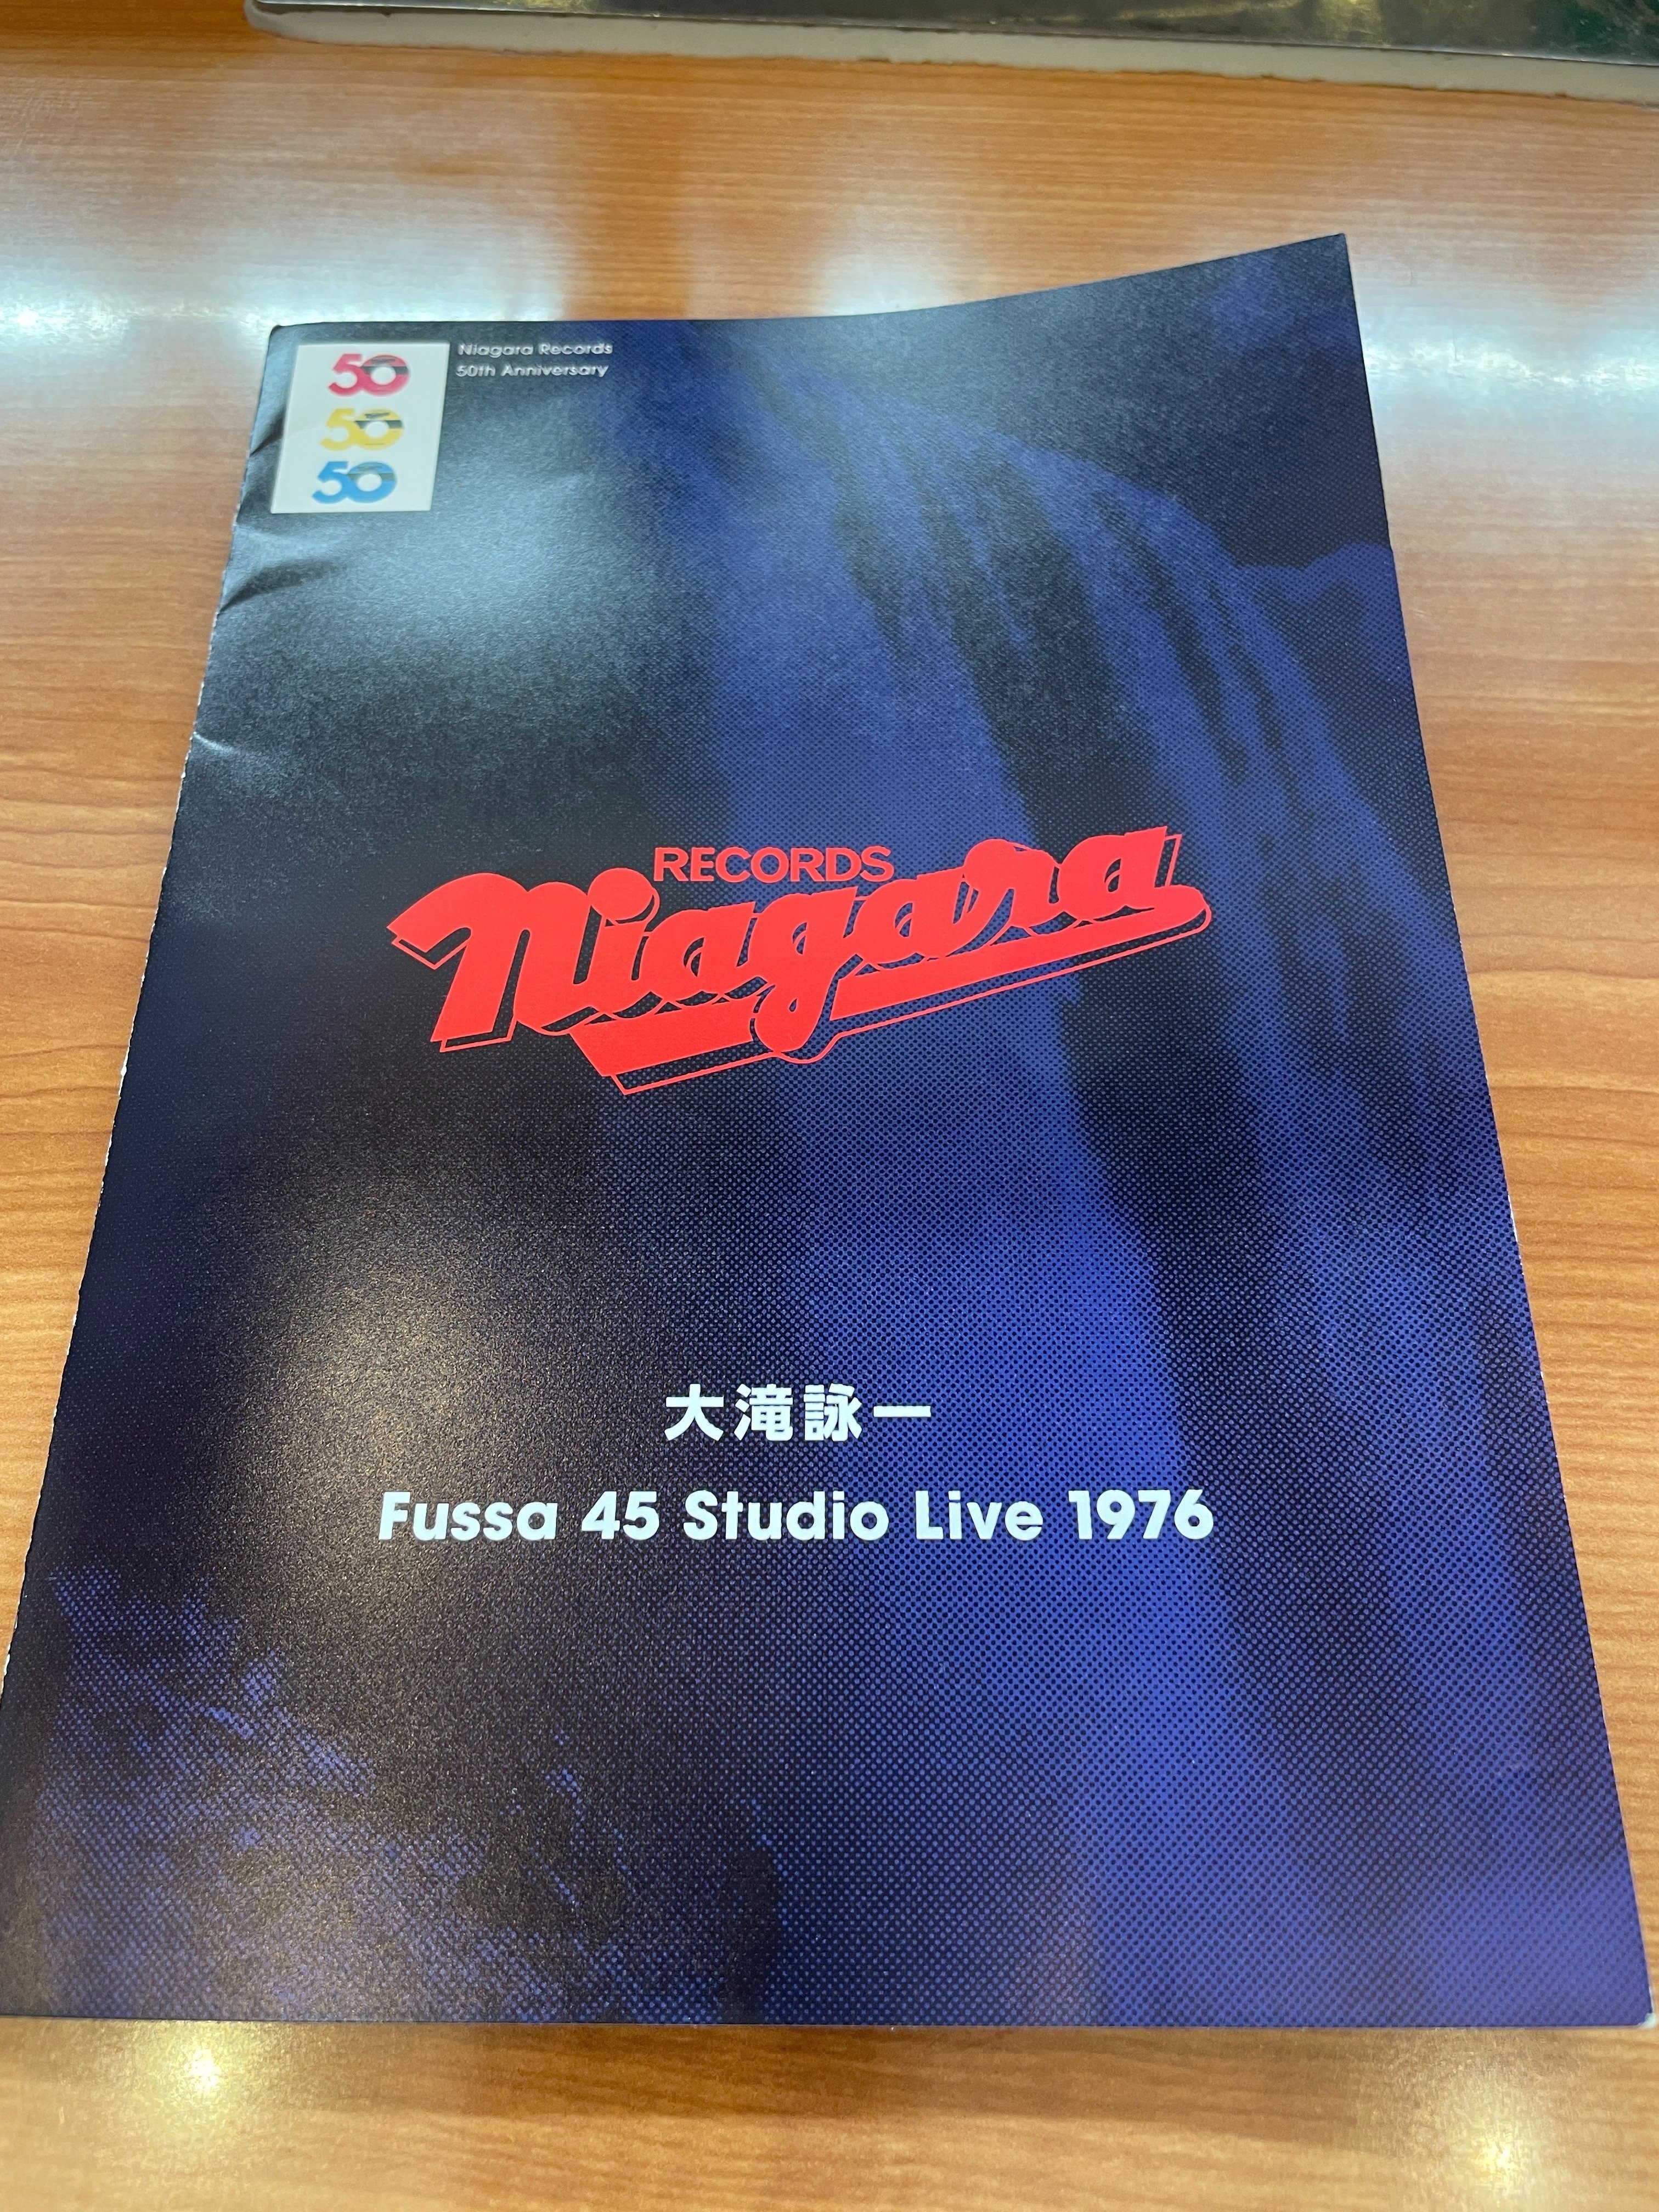 50
50
50
Niagara Records
50th Anniversary
RECORDS
Niagara
大滝詠一
Fussa 45 Studio Live 1976